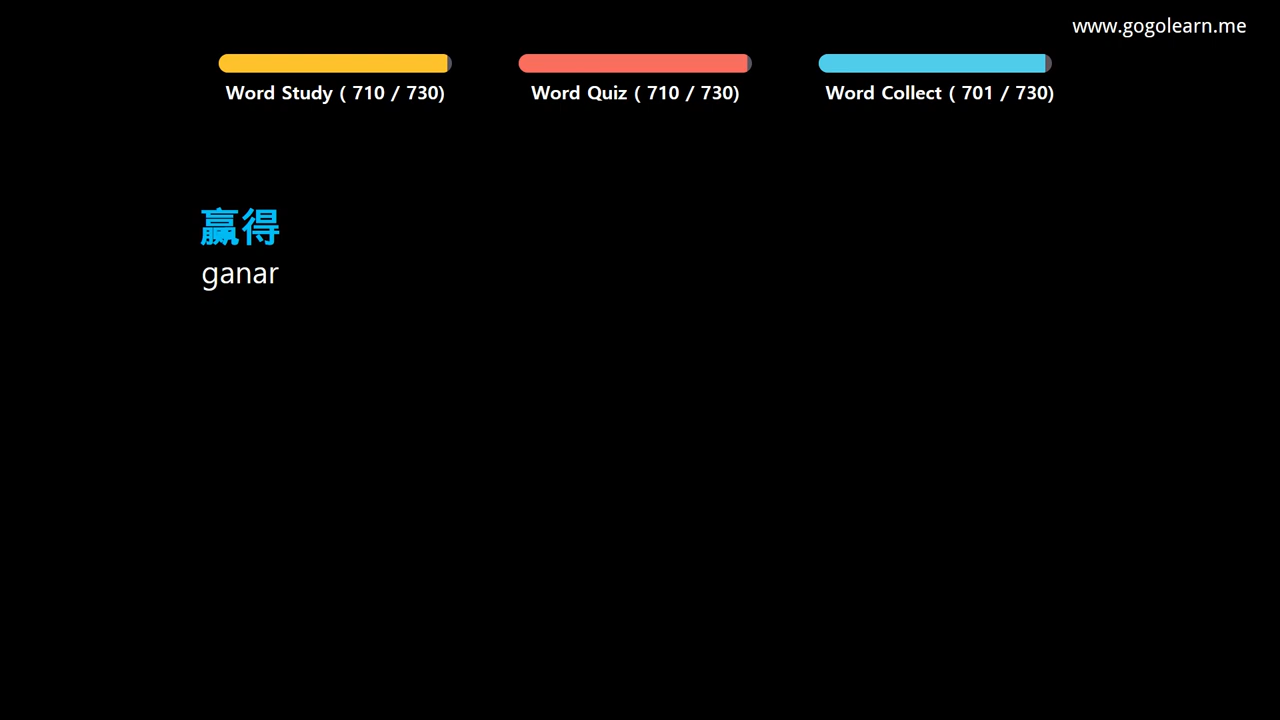 www.gogolearn.me
Word Study ( 710 / 730)
Word Quiz ( 710 / 730)
Word Collect ( 701 / 730)
赢得
ganar